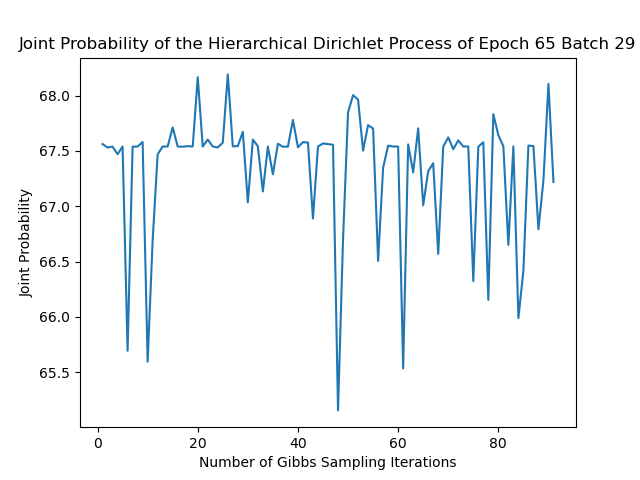 Joint Probability of the Hierarchical Dirichlet Process of Epoch 65 Batch 29
68.0
67.5
67.0
66.5
66.0
65.5
Joint Probability
0 20 40 60 80
Number of Gibbs Sampling Iterations